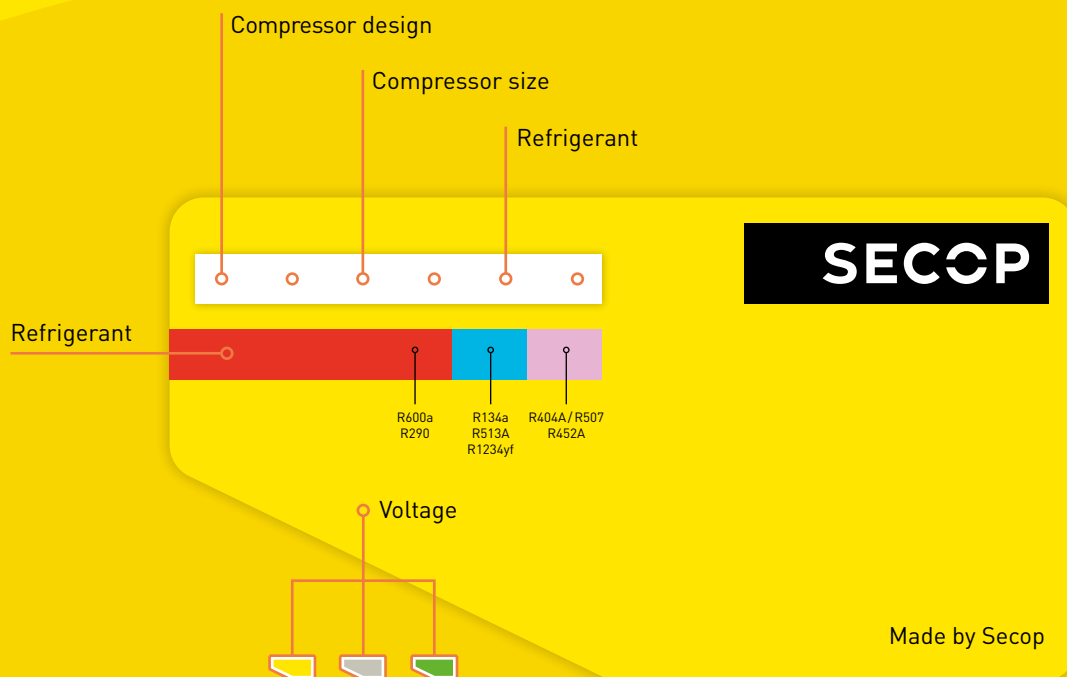 Compressor design
Compressor size
Refrigerant
SECOP
Refrigerant
R600a
R290
R134a
R513A
R1234yf
R404A/R507
R452A
Voltage
Made by Secop